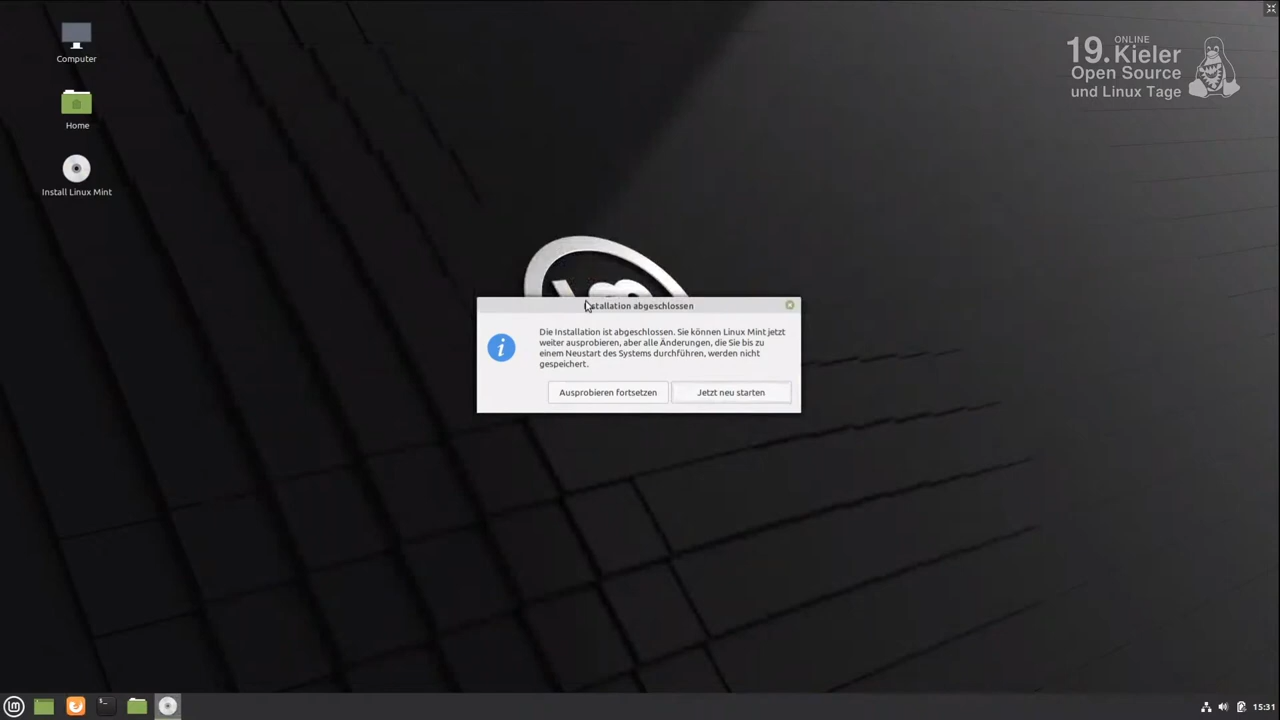 Computer
Home
Install Linux Mint
ONLINE
19. Kieler
Open Source
und Linux Tage
stallation abgeschlossen
Die Installation ist abgeschlossen. Sie können Linux Mint jetzt
weiter ausprobieren, aber alle Änderungen, die Sie bis zu
einem Neustart des Systems durchführen, werden nicht
gespeichert.
Ausprobieren fortsetzen
Jetzt neu starten
15:31